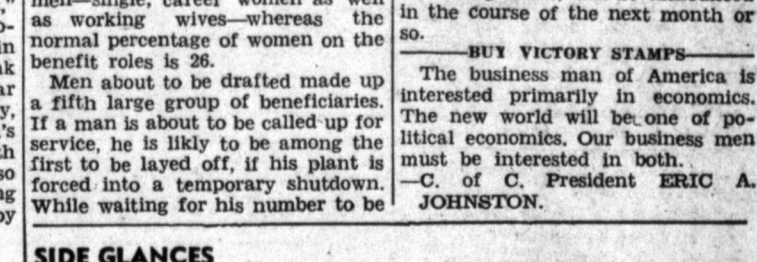 men—single, career women as well
as working wives—whereas the
normal percentage of women on the
benefit roles is 26.
Men about to be drafted made up
a fifth large group of beneficiaries.
If a man is about to be called up for
service, he is likly to be among the
first to be layed off, if his plant is
forced into a temporary shutdown.
While waiting for his number to be
in the course of the next month or
so.
BUY VICTORY STAMPS
The business man of America is
interested primarily in economics.
The new world will be one of po-
litical economics. Our business men
must be interested in both.
—C. of C. President ERIC A.
JOHNSTON.
SIDE GLANCES